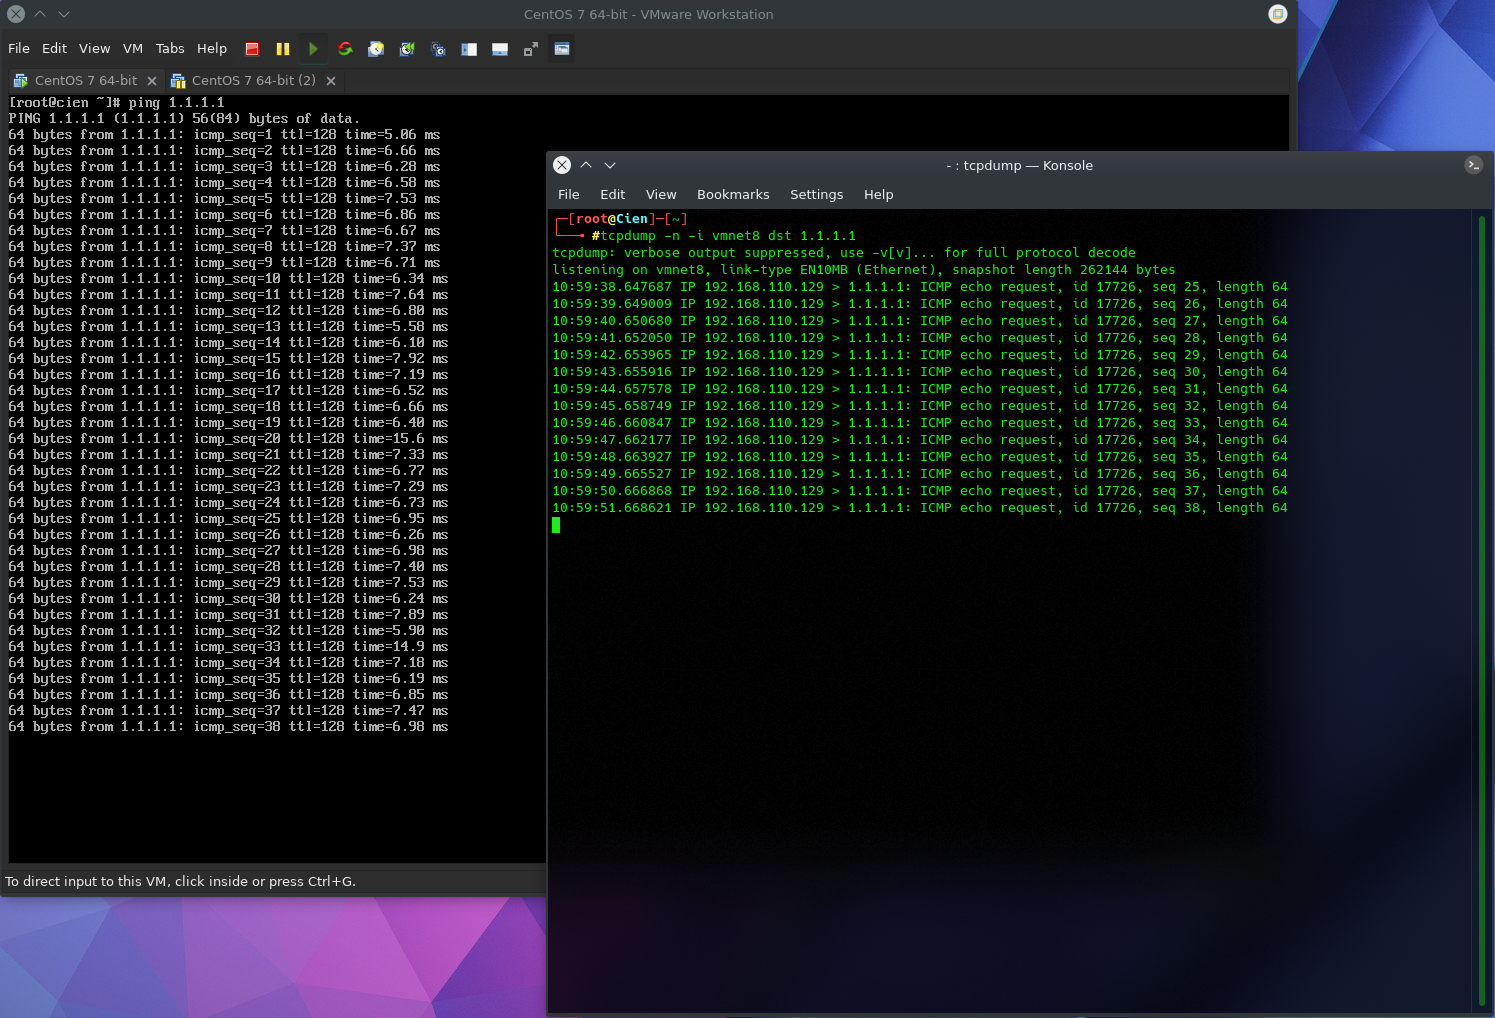 CentOS 7 64-bit - VMware Workstation
File Edit View VM Tabs Help
CentOS 7 64-bit CentOS 7 64-bit (2)
[root@cien ~]# ping 1.1.1.1
PING 1.1.1.1 (1.1.1.1) 56(84) bytes of data.
64 bytes from 1.1.1.1: icmp_seq=1 ttl=128 time=5.06 ms
64 bytes from 1.1.1.1: icmp_seq=2 ttl=128 time=6.66 ms
64 bytes from 1.1.1.1: icmp_seq=3 ttl=128 time=6.28 ms
64 bytes from 1.1.1.1: icmp_seq=4 ttl=128 time=6.58 ms
64 bytes from 1.1.1.1: icmp_seq=5 ttl=128 time=7.53 ms
64 bytes from 1.1.1.1: icmp_seq=6 ttl=128 time=6.86 ms
64 bytes from 1.1.1.1: icmp_seq=7 ttl=128 time=6.67 ms
64 bytes from 1.1.1.1: icmp_seq=8 ttl=128 time=7.37 ms
64 bytes from 1.1.1.1: icmp_seq=9 ttl=128 time=6.71 ms
64 bytes from 1.1.1.1: icmp_seq=10 ttl=128 time=6.34 ms
64 bytes from 1.1.1.1: icmp_seq=11 ttl=128 time=7.64 ms
64 bytes from 1.1.1.1: icmp_seq=12 ttl=128 time=6.80 ms
64 bytes from 1.1.1.1: icmp_seq=13 ttl=128 time=5.58 ms
64 bytes from 1.1.1.1: icmp_seq=14 ttl=128 time=6.10 ms
64 bytes from 1.1.1.1: icmp_seq=15 ttl=128 time=7.92 ms
64 bytes from 1.1.1.1: icmp_seq=16 ttl=128 time=7.19 ms
64 bytes from 1.1.1.1: icmp_seq=17 ttl=128 time=6.52 ms
64 bytes from 1.1.1.1: icmp_seq=18 ttl=128 time=6.66 ms
64 bytes from 1.1.1.1: icmp_seq=19 ttl=128 time=6.40 ms
64 bytes from 1.1.1.1: icmp_seq=20 ttl=128 time=15.6 ms
64 bytes from 1.1.1.1: icmp_seq=21 ttl=128 time=7.33 ms
64 bytes from 1.1.1.1: icmp_seq=22 ttl=128 time=6.77 ms
64 bytes from 1.1.1.1: icmp_seq=23 ttl=128 time=7.29 ms
64 bytes from 1.1.1.1: icmp_seq=24 ttl=128 time=6.73 ms
64 bytes from 1.1.1.1: icmp_seq=25 ttl=128 time=6.95 ms
64 bytes from 1.1.1.1: icmp_seq=26 ttl=128 time=6.26 ms
64 bytes from 1.1.1.1: icmp_seq=27 ttl=128 time=6.98 ms
64 bytes from 1.1.1.1: icmp_seq=28 ttl=128 time=7.40 ms
64 bytes from 1.1.1.1: icmp_seq=29 ttl=128 time=7.53 ms
64 bytes from 1.1.1.1: icmp_seq=30 ttl=128 time=6.24 ms
64 bytes from 1.1.1.1: icmp_seq=31 ttl=128 time=7.89 ms
64 bytes from 1.1.1.1: icmp_seq=32 ttl=128 time=5.90 ms
64 bytes from 1.1.1.1: icmp_seq=33 ttl=128 time=14.9 ms
64 bytes from 1.1.1.1: icmp_seq=34 ttl=128 time=7.18 ms
64 bytes from 1.1.1.1: icmp_seq=35 ttl=128 time=6.19 ms
64 bytes from 1.1.1.1: icmp_seq=36 ttl=128 time=6.85 ms
64 bytes from 1.1.1.1: icmp_seq=37 ttl=128 time=7.47 ms
64 bytes from 1.1.1.1: icmp_seq=38 ttl=128 time=6.98 ms
To direct input to this VM, click inside or press Ctrl+G.
- : tcpdump — Konsole
File Edit View Bookmarks Settings Help
┌─[root@Cien]─[~]
└──╼ #tcpdump -n -i vmnet8 dst 1.1.1.1
tcpdump: verbose output suppressed, use -v[v]... for full protocol decode
listening on vmnet8, link-type EN10MB (Ethernet), snapshot length 262144 bytes
10:59:38.647687 IP 192.168.110.129 > 1.1.1.1: ICMP echo request, id 17726, seq 25, length 64
10:59:39.649009 IP 192.168.110.129 > 1.1.1.1: ICMP echo request, id 17726, seq 26, length 64
10:59:40.650680 IP 192.168.110.129 > 1.1.1.1: ICMP echo request, id 17726, seq 27, length 64
10:59:41.652050 IP 192.168.110.129 > 1.1.1.1: ICMP echo request, id 17726, seq 28, length 64
10:59:42.653965 IP 192.168.110.129 > 1.1.1.1: ICMP echo request, id 17726, seq 29, length 64
10:59:43.655916 IP 192.168.110.129 > 1.1.1.1: ICMP echo request, id 17726, seq 30, length 64
10:59:44.657578 IP 192.168.110.129 > 1.1.1.1: ICMP echo request, id 17726, seq 31, length 64
10:59:45.658749 IP 192.168.110.129 > 1.1.1.1: ICMP echo request, id 17726, seq 32, length 64
10:59:46.660847 IP 192.168.110.129 > 1.1.1.1: ICMP echo request, id 17726, seq 33, length 64
10:59:47.662177 IP 192.168.110.129 > 1.1.1.1: ICMP echo request, id 17726, seq 34, length 64
10:59:48.663927 IP 192.168.110.129 > 1.1.1.1: ICMP echo request, id 17726, seq 35, length 64
10:59:49.665527 IP 192.168.110.129 > 1.1.1.1: ICMP echo request, id 17726, seq 36, length 64
10:59:50.666868 IP 192.168.110.129 > 1.1.1.1: ICMP echo request, id 17726, seq 37, length 64
10:59:51.668621 IP 192.168.110.129 > 1.1.1.1: ICMP echo request, id 17726, seq 38, length 64